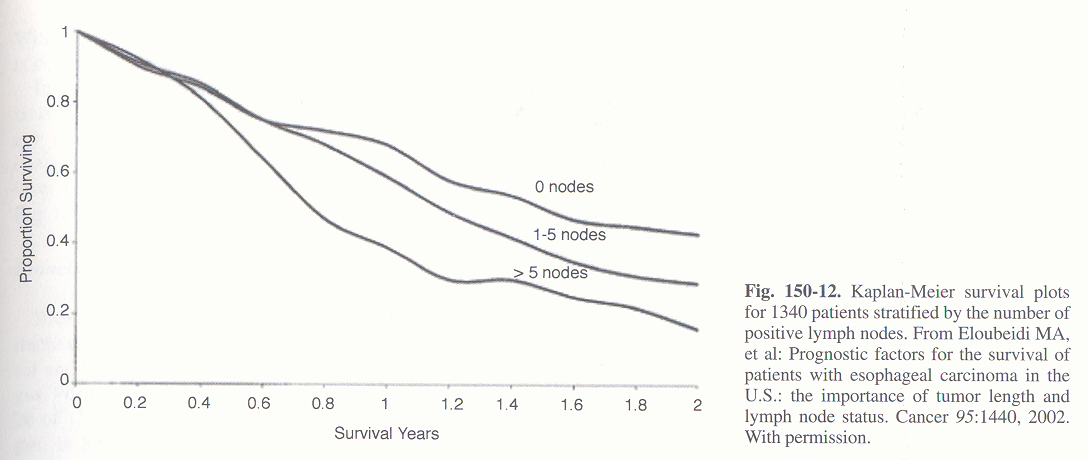 1
0.8
0.6
0.4
0.2
0
Proportion Surviving
0 nodes
1-5 nodes
> 5 nodes
0 0.2 0.4 0.6 0.8 1 1.2 1.4 1.6 1.8 2
Survival Years
Fig. 150-12. Kaplan-Meier survival plots
for 1340 patients stratified by the number of
positive lymph nodes. From Eloubeidi MA,
et al: Prognostic factors for the survival of
patients with esophageal carcinoma in the
U.S.: the importance of tumor length and
lymph node status. Cancer 95:1440, 2002.
With permission.